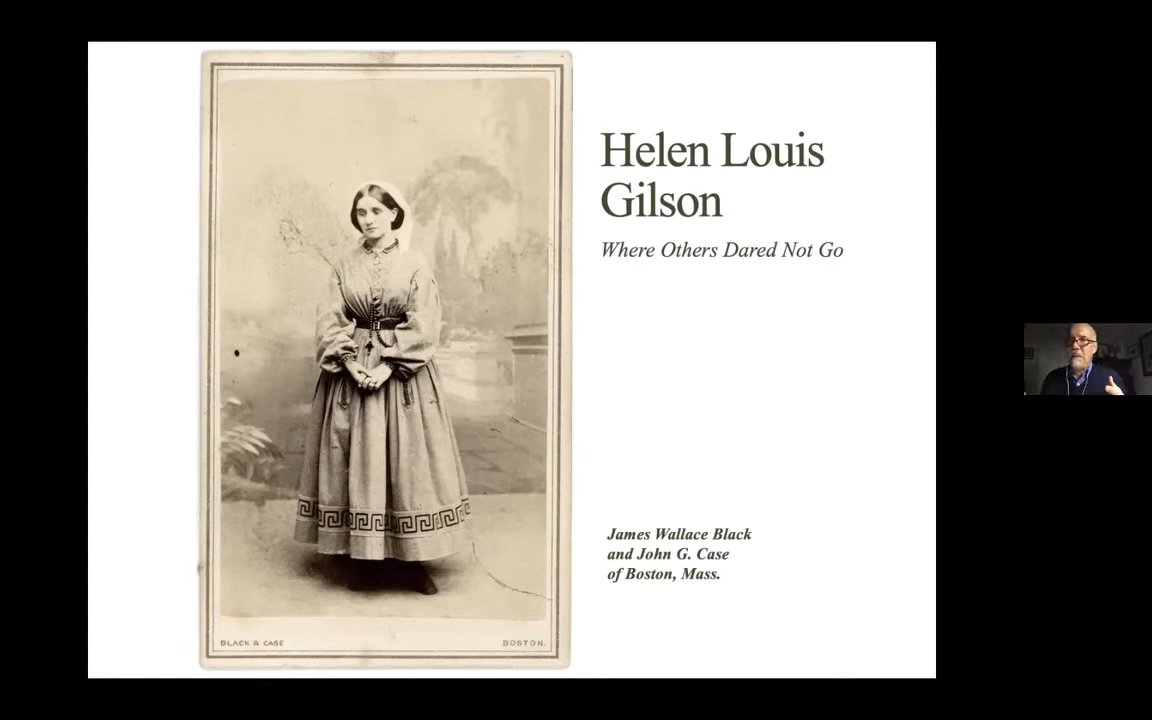 Helen Louis
Gilson
Where Others Dared Not Go
James Wallace Black
and John G. Case
of Boston, Mass.
BLACK & CASE
BOSTON.